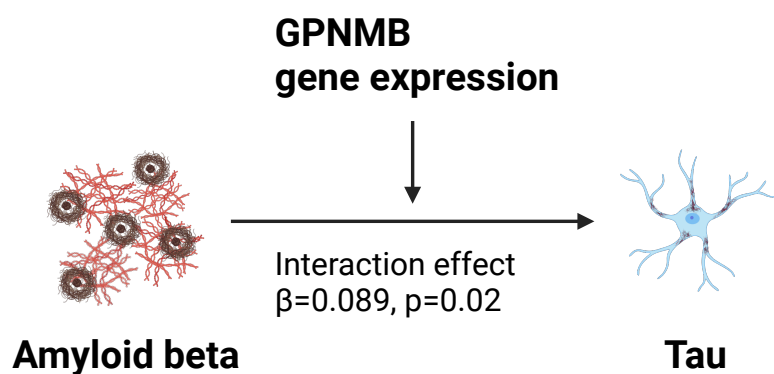 GPNMB
gene expression
Interaction effect
β=0.089, p=0.02
Amyloid beta
Tau